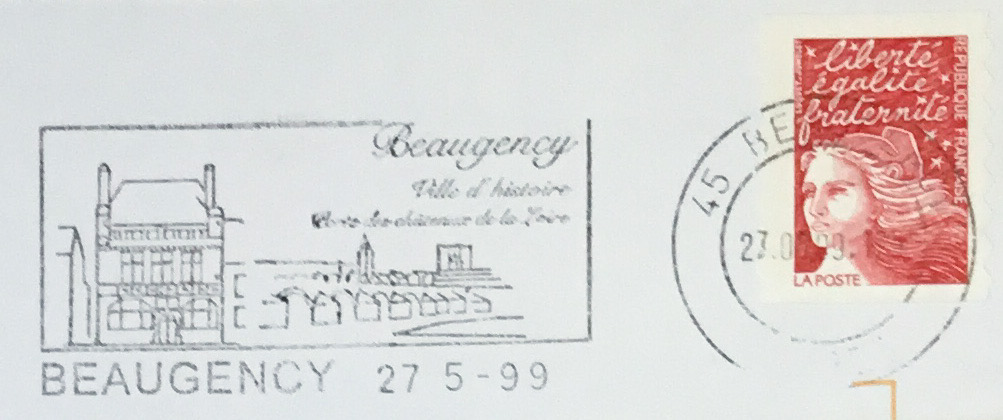 Beaugency
Ville d'histoire
Porte des châteaux de la Loire
BEAUGENCY 27 5-99
45 BE
27.0 99.
liberté
égalité
fraternité
RÉPUBLIQUE FRANÇAISE
LA POSTE